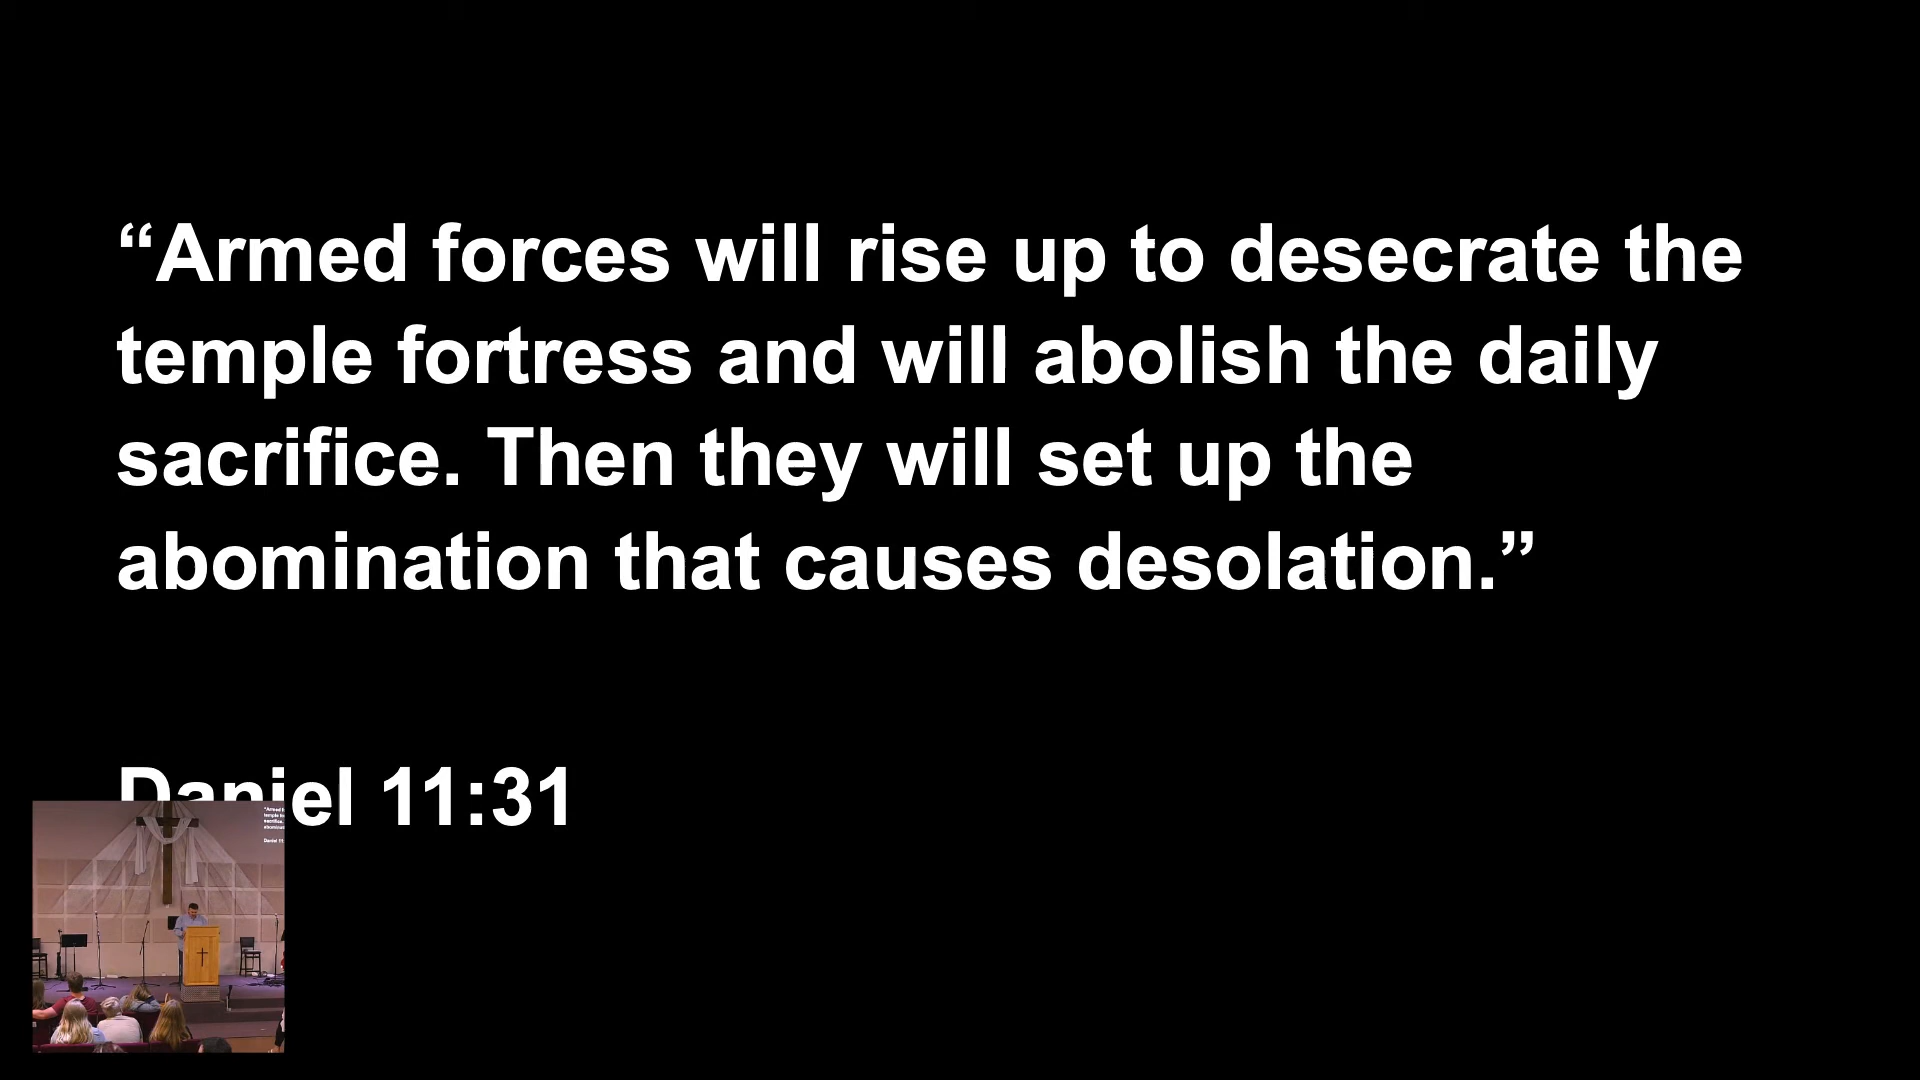 “Armed forces will rise up to desecrate the
temple fortress and will abolish the daily
sacrifice. Then they will set up the
abomination that causes desolation.”
Daniel 11:31